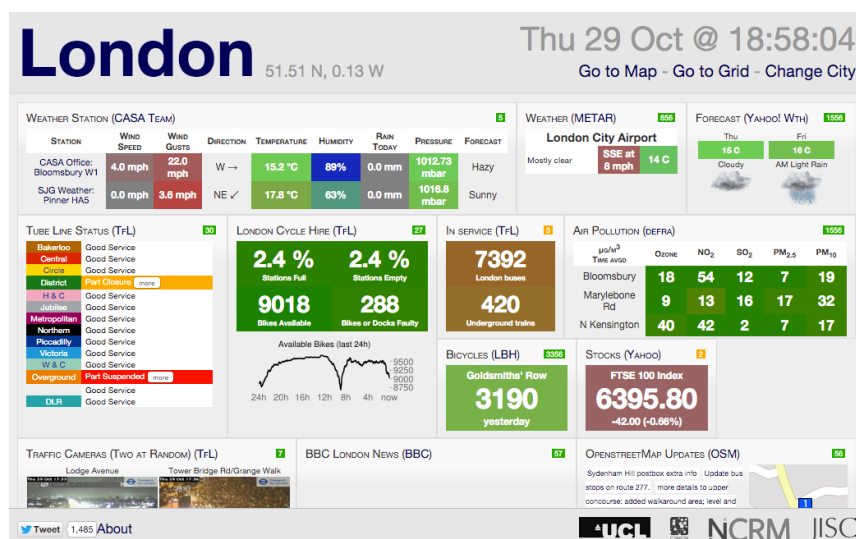 London
51.51 N, 0.13 W
Thu 29 Oct @ 18:58:04
Go to Map - Go to Grid - Change City
Weather Station (CASA Team) 5
Station Wind Speed Wind Gusts Direction Temperature Humidity Rain Today Pressure Forecast
CASA Office: Bloomsbury W1 4.0 mph 22.0 mph W → 15.2 °C 89% 0.0 mm 1012.73 mbar Hazy
SJG Weather: Pinner HA5 0.0 mph 3.6 mph NE ↙ 17.8 °C 63% 0.0 mm 1016.8 mbar Sunny
Weather (METAR) 656
London City Airport
Mostly clear SSE at 8 mph 14 C
Forecast (Yahoo! Wth) 1556
Thu Fri
15 C 16 C
Cloudy AM Light Rain
Tube Line Status (TfL) 30
Bakerloo Good Service
Central Good Service
Circle Good Service
District Part Closure more
H & C Good Service
Jubilee Good Service
Metropolitan Good Service
Northern Good Service
Piccadilly Good Service
Victoria Good Service
W & C Good Service
Overground Part Suspended more
Good Service
DLR Good Service
London Cycle Hire (TfL) 27
2.4 % 2.4 %
Stations Full Stations Empty
9018 288
Bikes Available Bikes or Docks Faulty
Available Bikes (last 24h)
9500
9250
9000
8750
24h 20h 16h 12h 8h 4h now
In service (TfL)
7392
London buses
420
Underground trains
Air Pollution (DEFRA) 1556
µg/m³ Time avgd Ozone NO2 SO2 PM2.5 PM10
Bloomsbury 18 54 12 7 19
Marylebone Rd 9 13 16 17 32
N Kensington 40 42 2 7 17
Bicycles (LBH) 3356
Goldsmiths' Row
3190
yesterday
Stocks (Yahoo) 2
FTSE 100 Index
6395.80
-42.00 (-0.66%)
Traffic Cameras (Two at Random) (TfL) 7
Lodge Avenue Tower Bridge Rd/Grange Walk
BBC London News (BBC) 57
OpenstreetMap Updates (OSM) 56
Sydenham Hill postbox extra info Update bus
stops on route 277. more details to upper
concourse: added walkaround area; level and
1
Tweet 1,485 About
UCL NCRM JISC